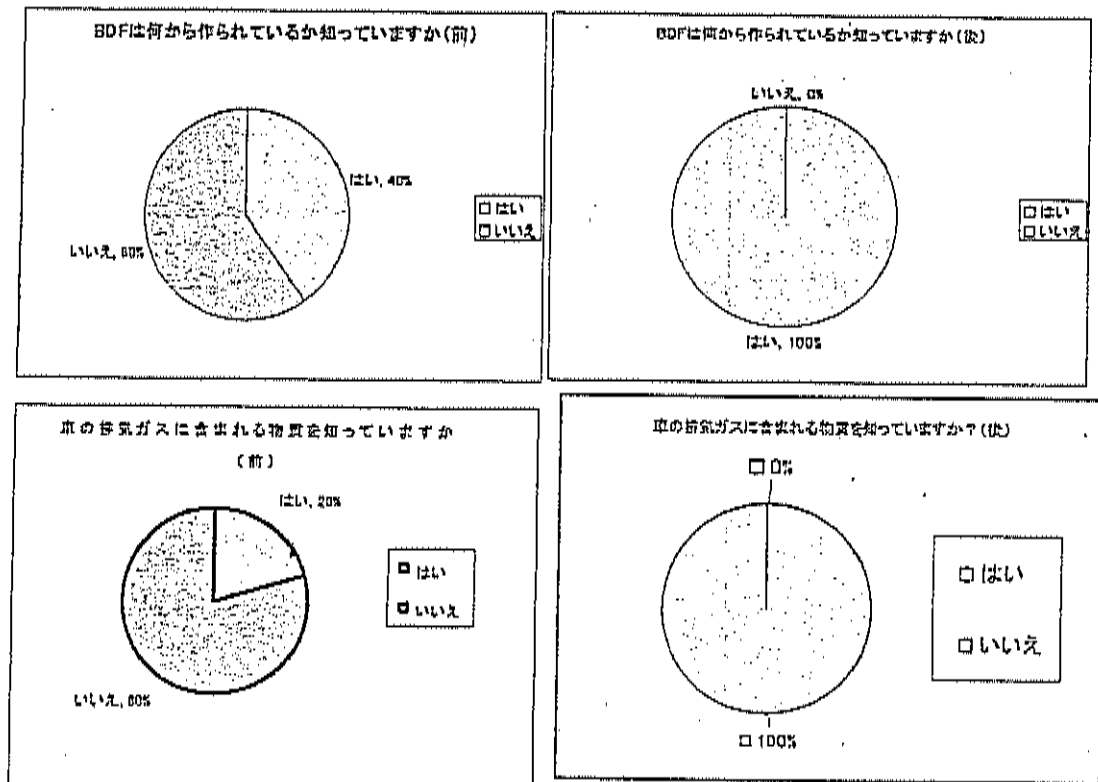 BDFは何から作られているか知っていますか(前)
はい, 40%
いいえ, 60%
はい
いいえ
BDFは何から作られているか知っていますか(後)
いいえ, 0%
はい, 100%
はい
いいえ
車の排気ガスに含まれる物質を知っていますか
(前)
はい, 20%
いいえ, 80%
はい
いいえ
車の排気ガスに含まれる物質を知っていますか?(後)
0%
100%
はい
いいえ